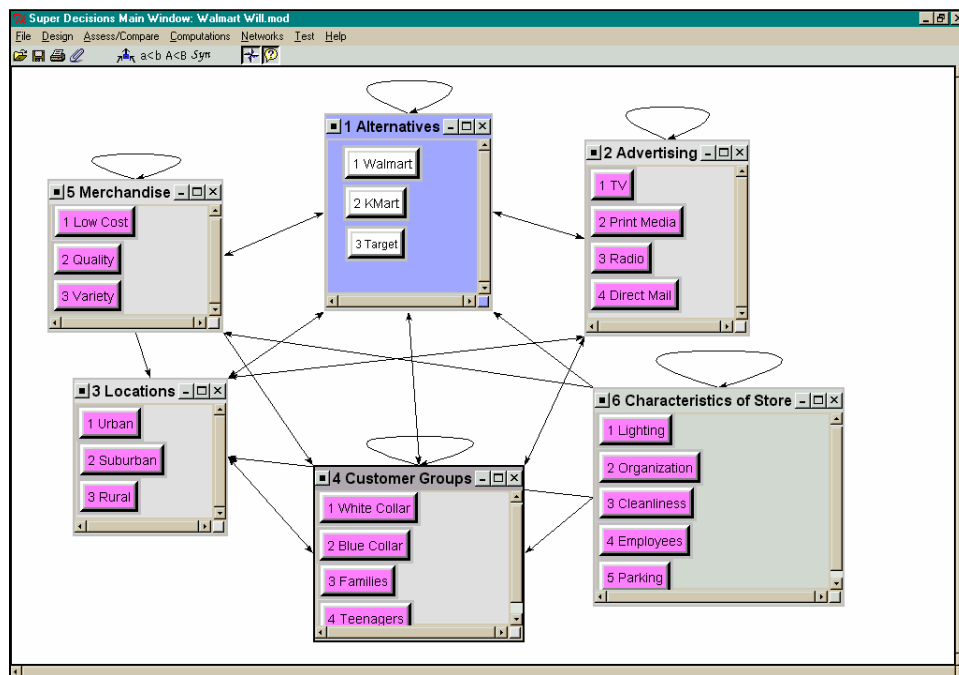 Super Decisions Main Window: Walmart Will.mod
File Design Assess/Compare Computations Networks Test Help
a<b A<B Syn
1 Alternatives
1 Walmart
2 KMart
3 Target
2 Advertising
1 TV
2 Print Media
3 Radio
4 Direct Mail
5 Merchandise
1 Low Cost
2 Quality
3 Variety
3 Locations
1 Urban
2 Suburban
3 Rural
4 Customer Groups
1 White Collar
2 Blue Collar
3 Families
4 Teenagers
6 Characteristics of Store
1 Lighting
2 Organization
3 Cleanliness
4 Employees
5 Parking